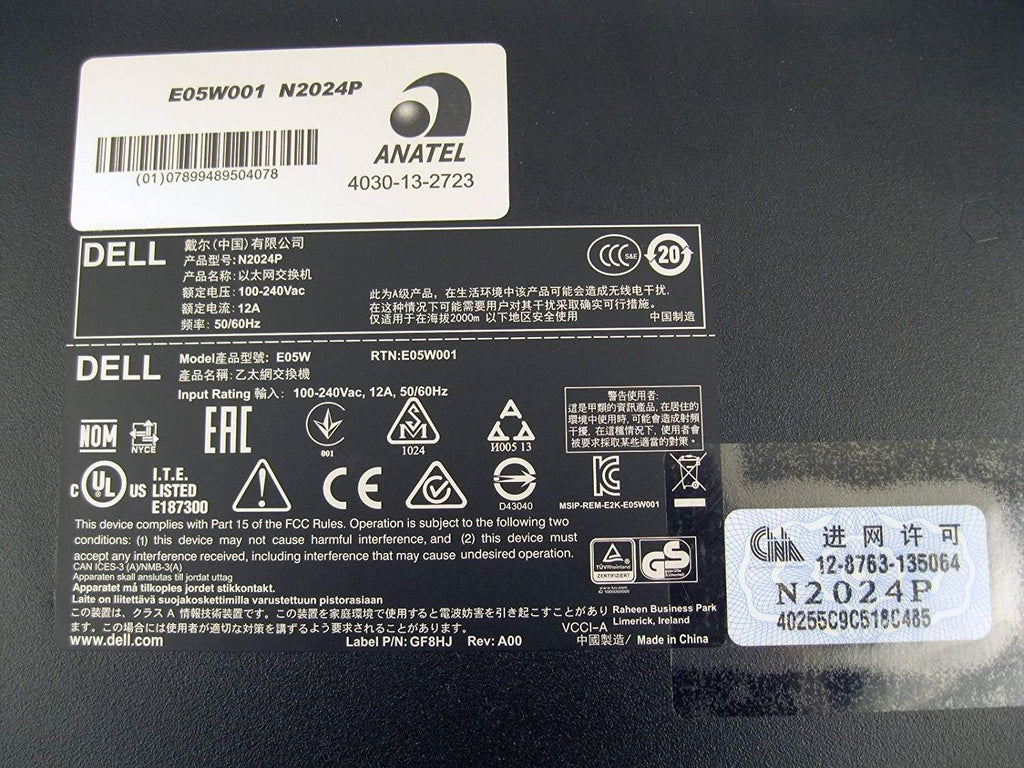 E05W001 N2024P
(01)07899489504078
ANATEL
4030-13-2723
DELL
戴尔(中国)有限公司
产品型号: N2024P
产品名称: 以太网交换机
额定电压: 100-240Vac
额定电流: 12A
频率: 50/60Hz
CCC S&E
20
此为A级产品，在生活环境中该产品可能会造成无线电干扰，
在这种情况下可能需要用户对其干扰采取确实可行措施。
仅适用于在海拔2000m 以下地区安全使用
中国制造
DELL
Model產品型號: E05W
RTN:E05W001
產品名稱:乙太網交換機
Input Rating 輸入: 100-240Vac, 12A, 50/60Hz
警告使用者:
這是甲類的資訊產品, 在居住的
環境中使用時, 可能會造成射頻
干擾, 在這種情況下, 使用者會
被要求採取某些適當的對策。
NOM
NYCE
EAC
001
1024
И005 13
C UL US
I.T.E.
LISTED
E187300
CE
D43040
MSIP-REM-E2K-E05W001
This device complies with Part 15 of the FCC Rules. Operation is subject to the following two
conditions: (1) this device may not cause harmful interference, and (2) this device must
accept any interference received, including interference that may cause undesired operation.
CAN ICES-3 (A)/NMB-3(A)
Apparaten skall anslutas till jordat uttag
Apparatet må tilkoples jordet stikkontakt.
Laite on liitettävä suojakoskettimilla varustettuun pistorasiaan
この装置は、クラス A 情報技術装置です。この装置を家庭環境で使用すると電波妨害を引き起こすことがあり
ます。この場合には使用者が適切な対策を講ずるよう要求されることがあります。
VCCI-A
TÜVRheinland
ZERTIFIZIERT
GS
Raheen Business Park
Limerick, Ireland
www.dell.com
Label P/N: GF8HJ
Rev: A00
中國製造/ Made in China
进网许可
12-8763-135064
N2024P
40255C9C518C485